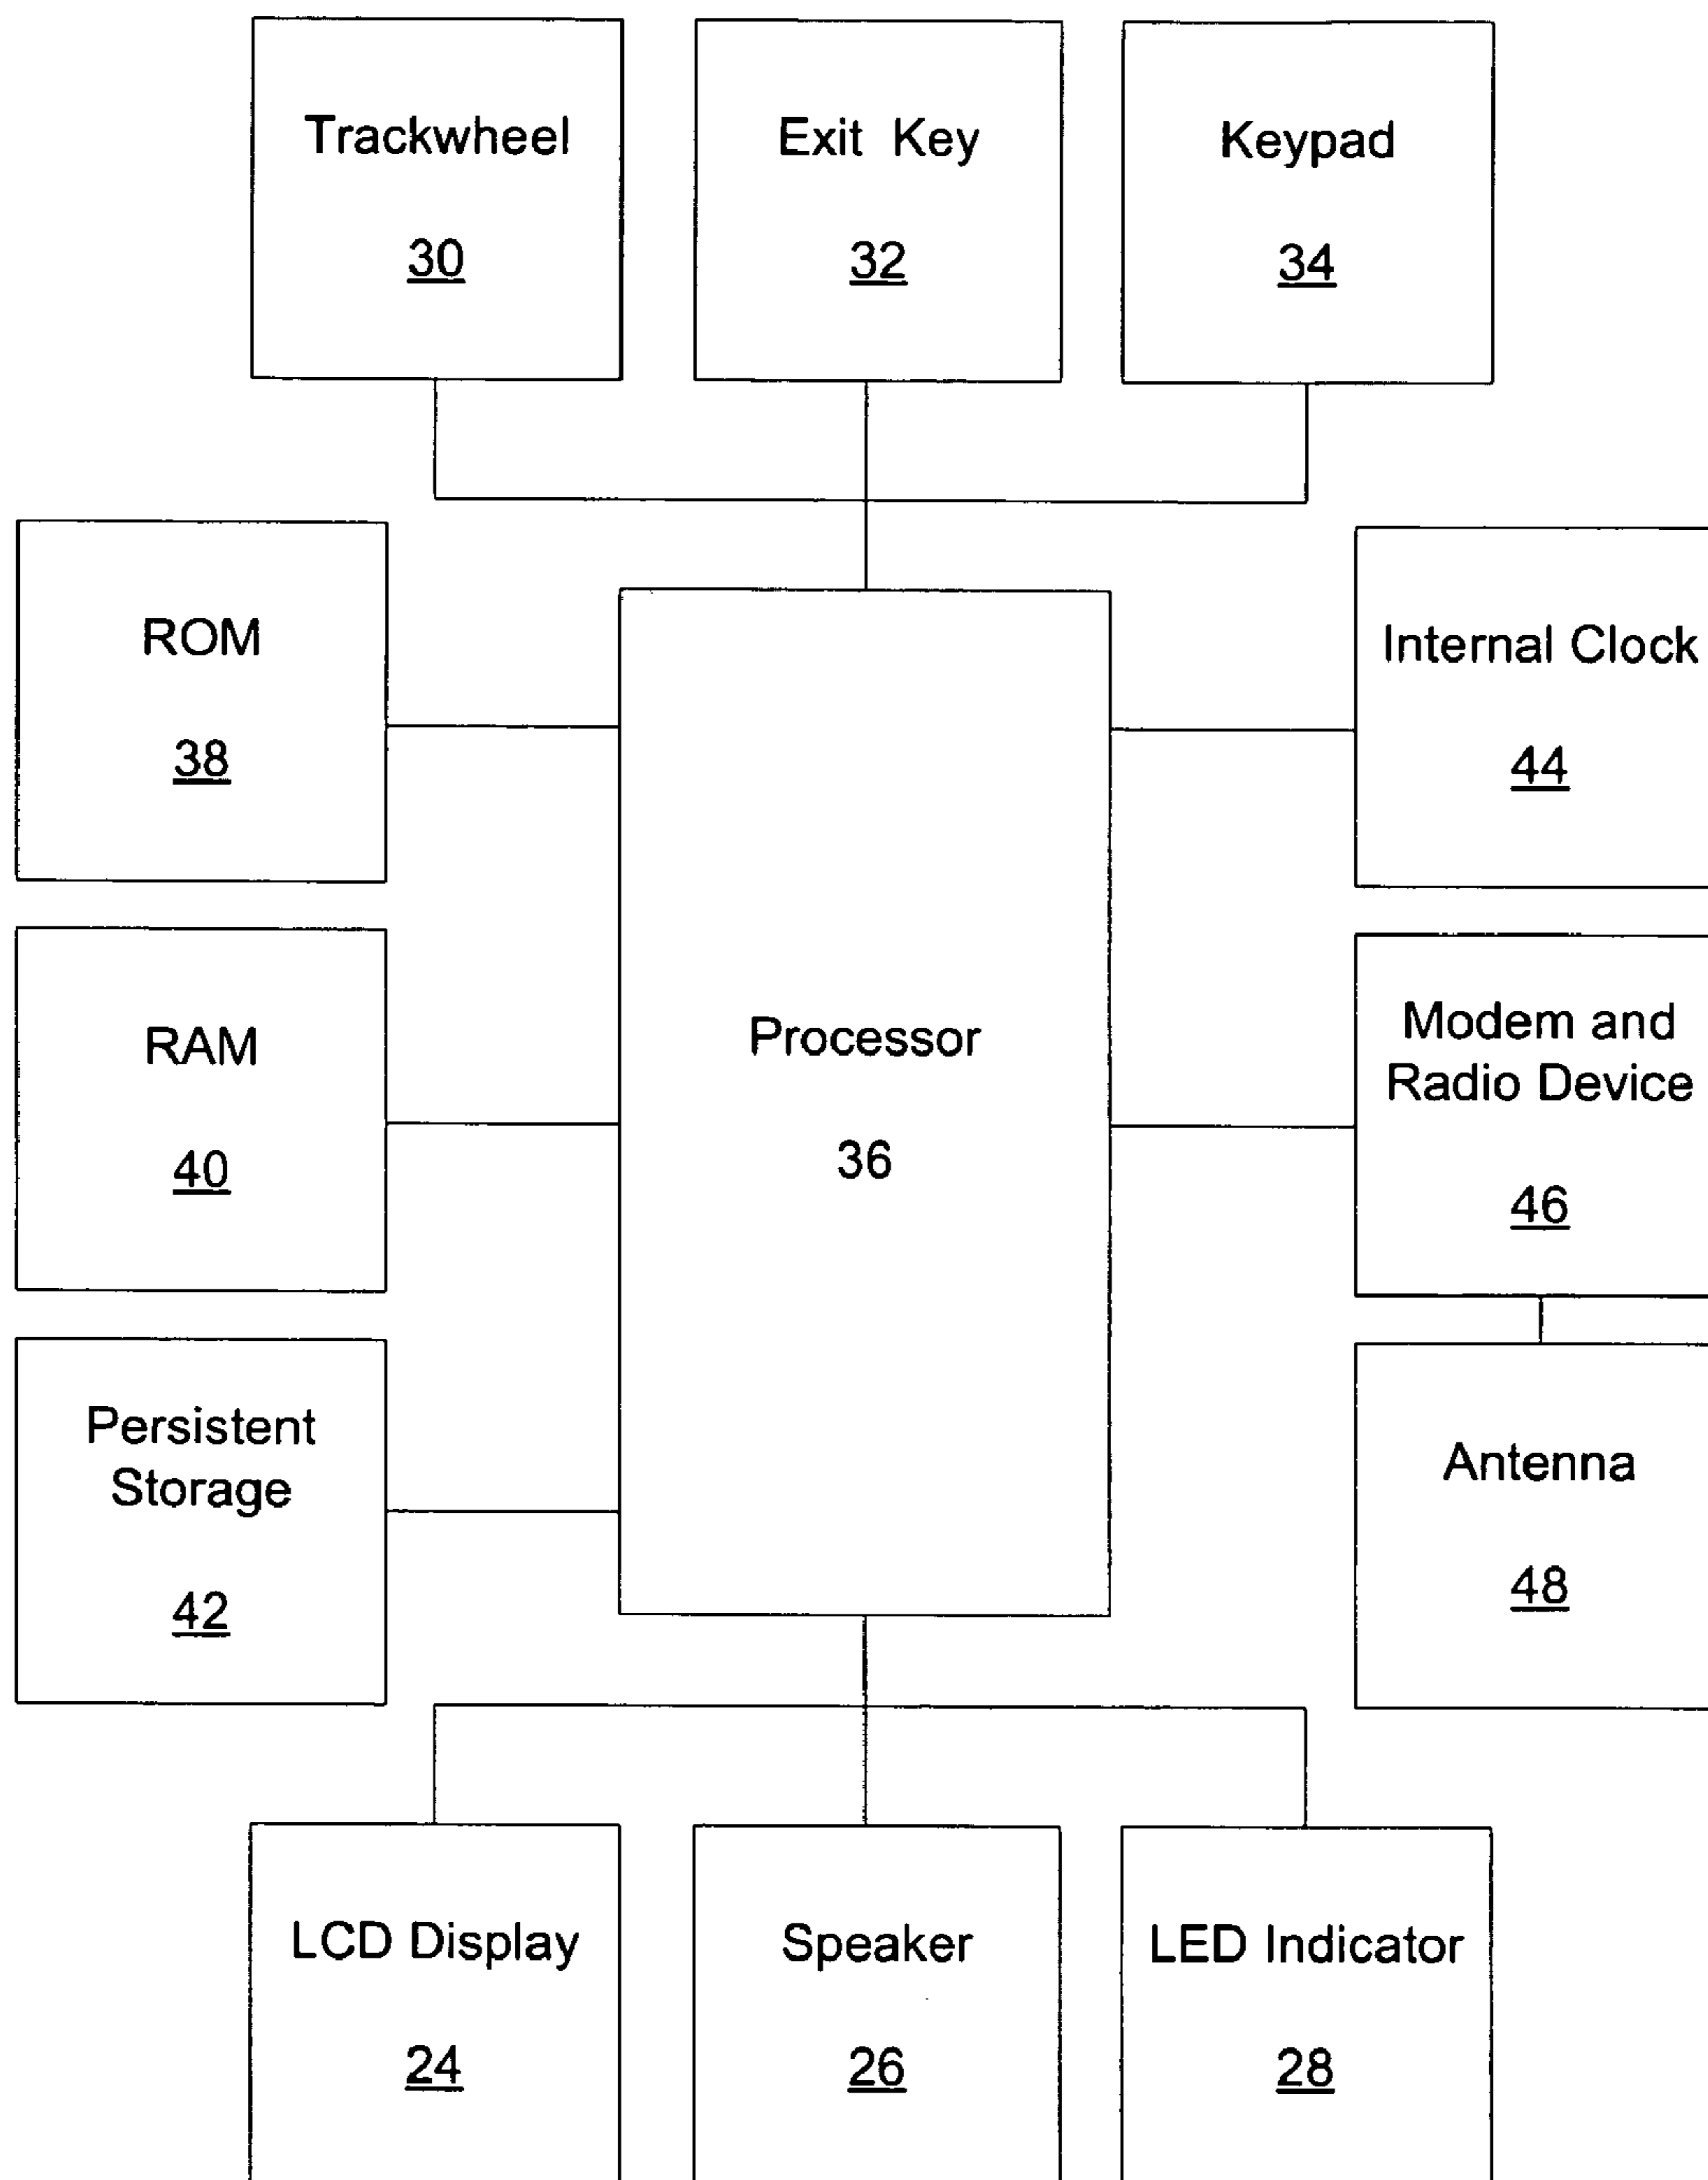 Trackwheel
30
Exit Key
32
Keypad
34
ROM
38
Internal Clock
44
RAM
40
Processor
36
Modem and
Radio Device
46
Persistent
Storage
42
Antenna
48
LCD Display
24
Speaker
26
LED Indicator
28